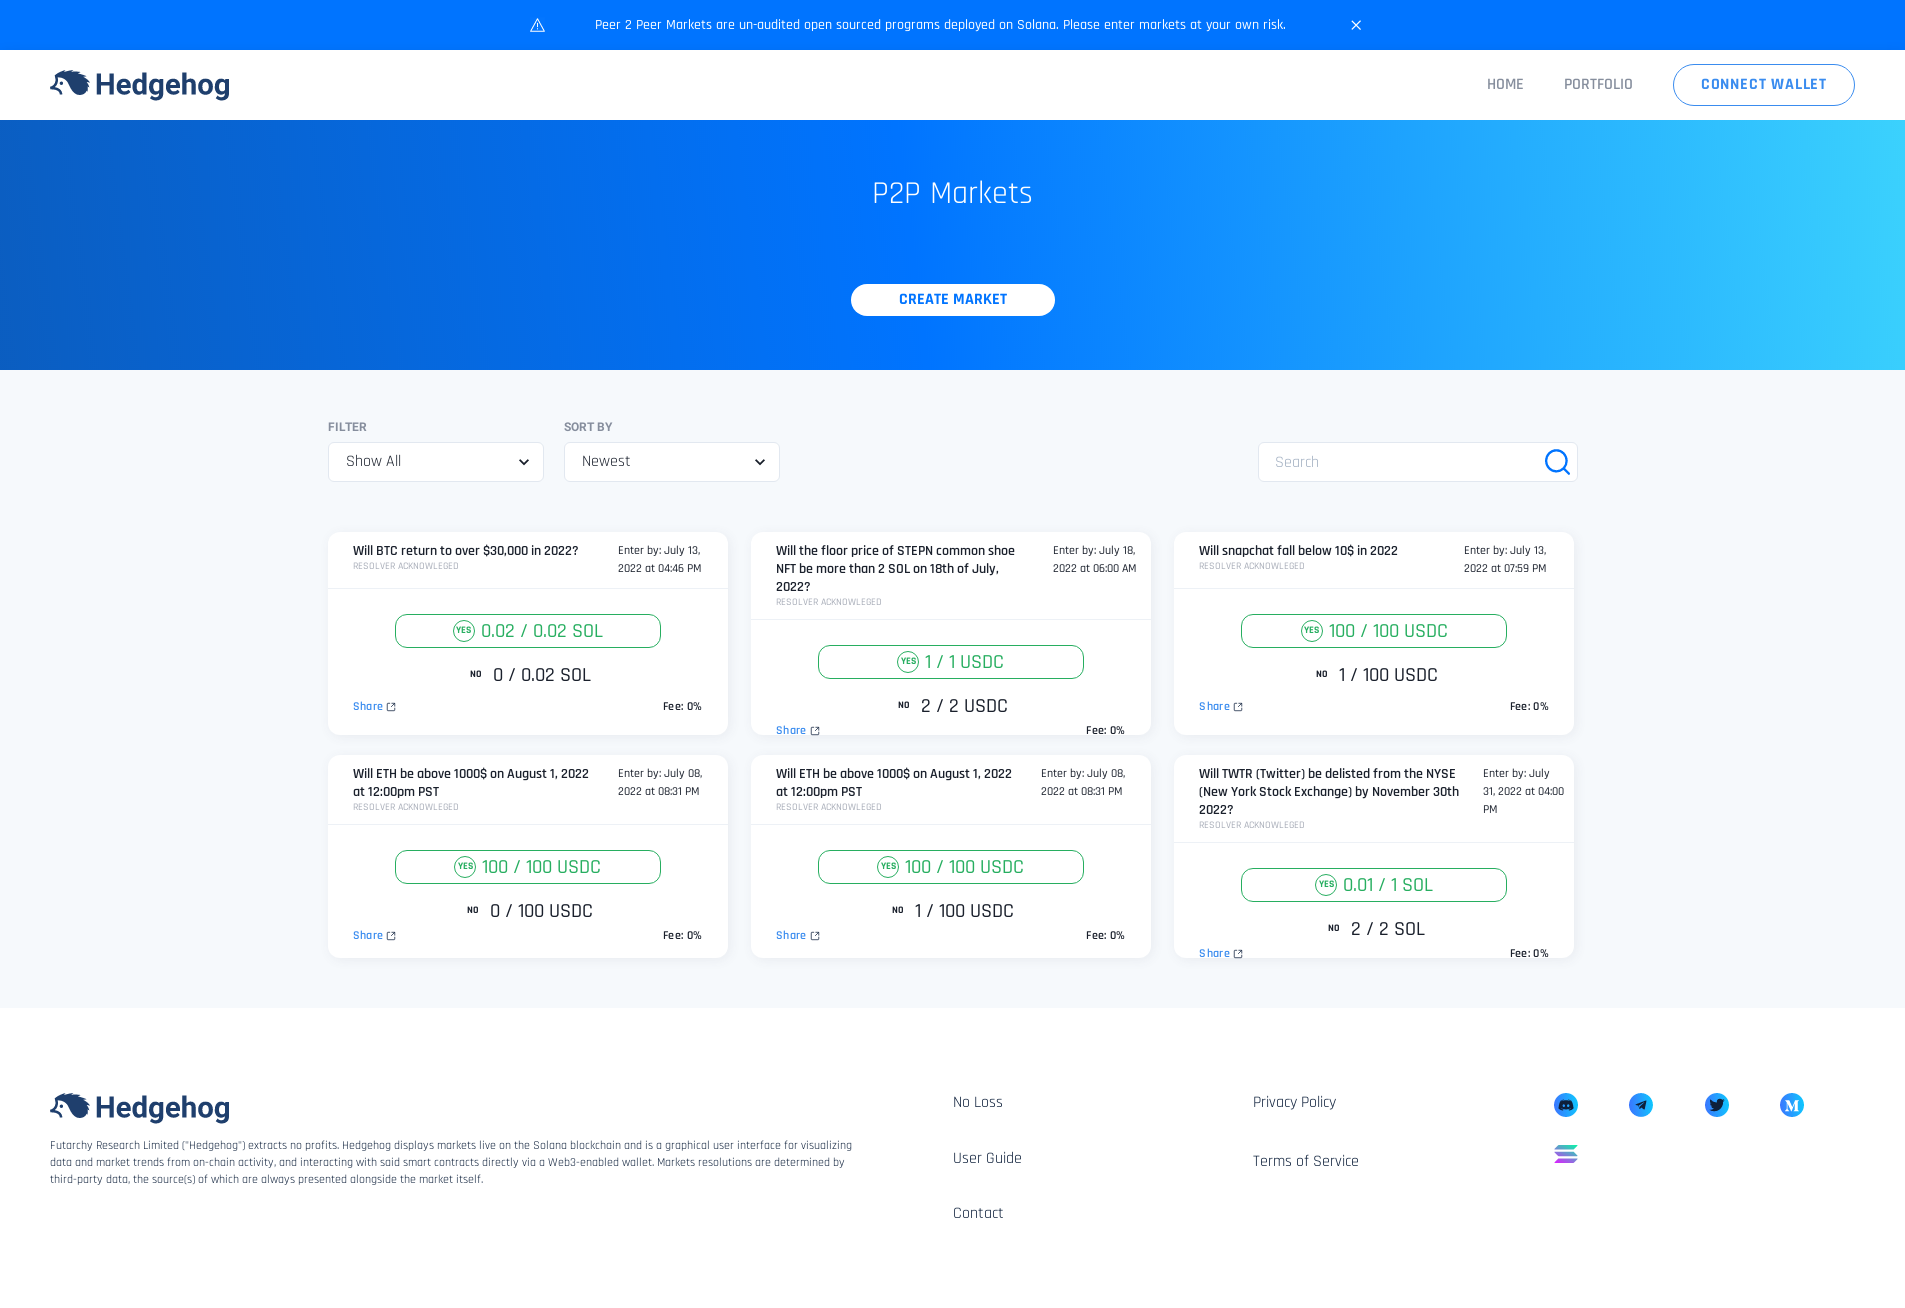 Peer 2 Peer Markets are un-audited open sourced programs deployed on Solana. Please enter markets at your own risk.
Hedgehog
HOME
PORTFOLIO
CONNECT WALLET
P2P Markets
CREATE MARKET
FILTER
SORT BY
Show All
Newest
Search
Will BTC return to over $30,000 in 2022?
RESOLVER ACKNOWLEGED
Enter by: July 13,
2022 at 04:46 PM
YES 0.02 / 0.02 SOL
NO 0 / 0.02 SOL
Share
Fee: 0%
Will the floor price of STEPN common shoe
NFT be more than 2 SOL on 18th of July,
2022?
RESOLVER ACKNOWLEGED
Enter by: July 18,
2022 at 06:00 AM
YES 1 / 1 USDC
NO 2 / 2 USDC
Share
Fee: 0%
Will snapchat fall below 10$ in 2022
RESOLVER ACKNOWLEGED
Enter by: July 13,
2022 at 07:59 PM
YES 100 / 100 USDC
NO 1 / 100 USDC
Share
Fee: 0%
Will ETH be above 1000$ on August 1, 2022
at 12:00pm PST
RESOLVER ACKNOWLEGED
Enter by: July 08,
2022 at 08:31 PM
YES 100 / 100 USDC
NO 0 / 100 USDC
Share
Fee: 0%
Will ETH be above 1000$ on August 1, 2022
at 12:00pm PST
RESOLVER ACKNOWLEGED
Enter by: July 08,
2022 at 08:31 PM
YES 100 / 100 USDC
NO 1 / 100 USDC
Share
Fee: 0%
Will TWTR (Twitter) be delisted from the NYSE
(New York Stock Exchange) by November 30th
2022?
RESOLVER ACKNOWLEGED
Enter by: July
31, 2022 at 04:00
PM
YES 0.01 / 1 SOL
NO 2 / 2 SOL
Share
Fee: 0%
Hedgehog
Futarchy Research Limited ("Hedgehog") extracts no profits. Hedgehog displays markets live on the Solana blockchain and is a graphical user interface for visualizing
data and market trends from on-chain activity, and interacting with said smart contracts directly via a Web3-enabled wallet. Markets resolutions are determined by
third-party data, the source(s) of which are always presented alongside the market itself.
No Loss
User Guide
Contact
Privacy Policy
Terms of Service
M